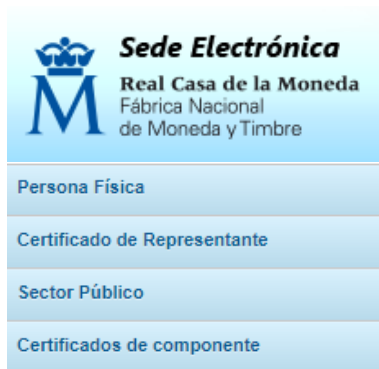 Sede Electrónica
Real Casa de la Moneda
Fábrica Nacional
de Moneda y Timbre
Persona Física
Certificado de Representante
Sector Público
Certificados de componente